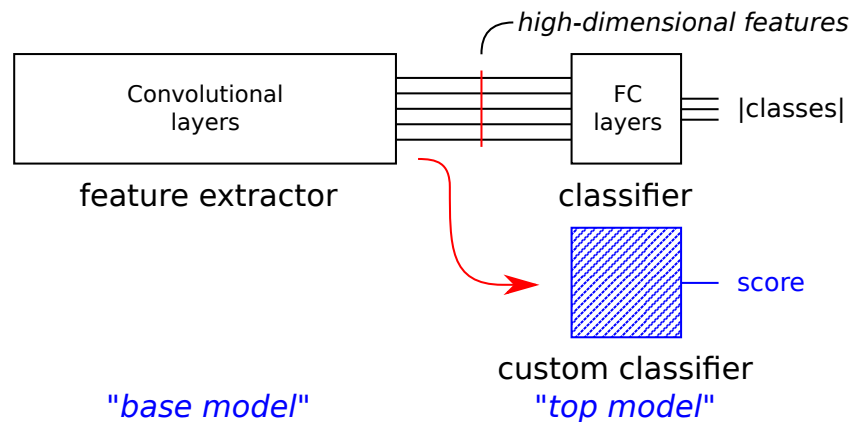 high-dimensional features
Convolutional
layers
FC
layers
|classes|
feature extractor
classifier
score
custom classifier
"base model"
"top model"